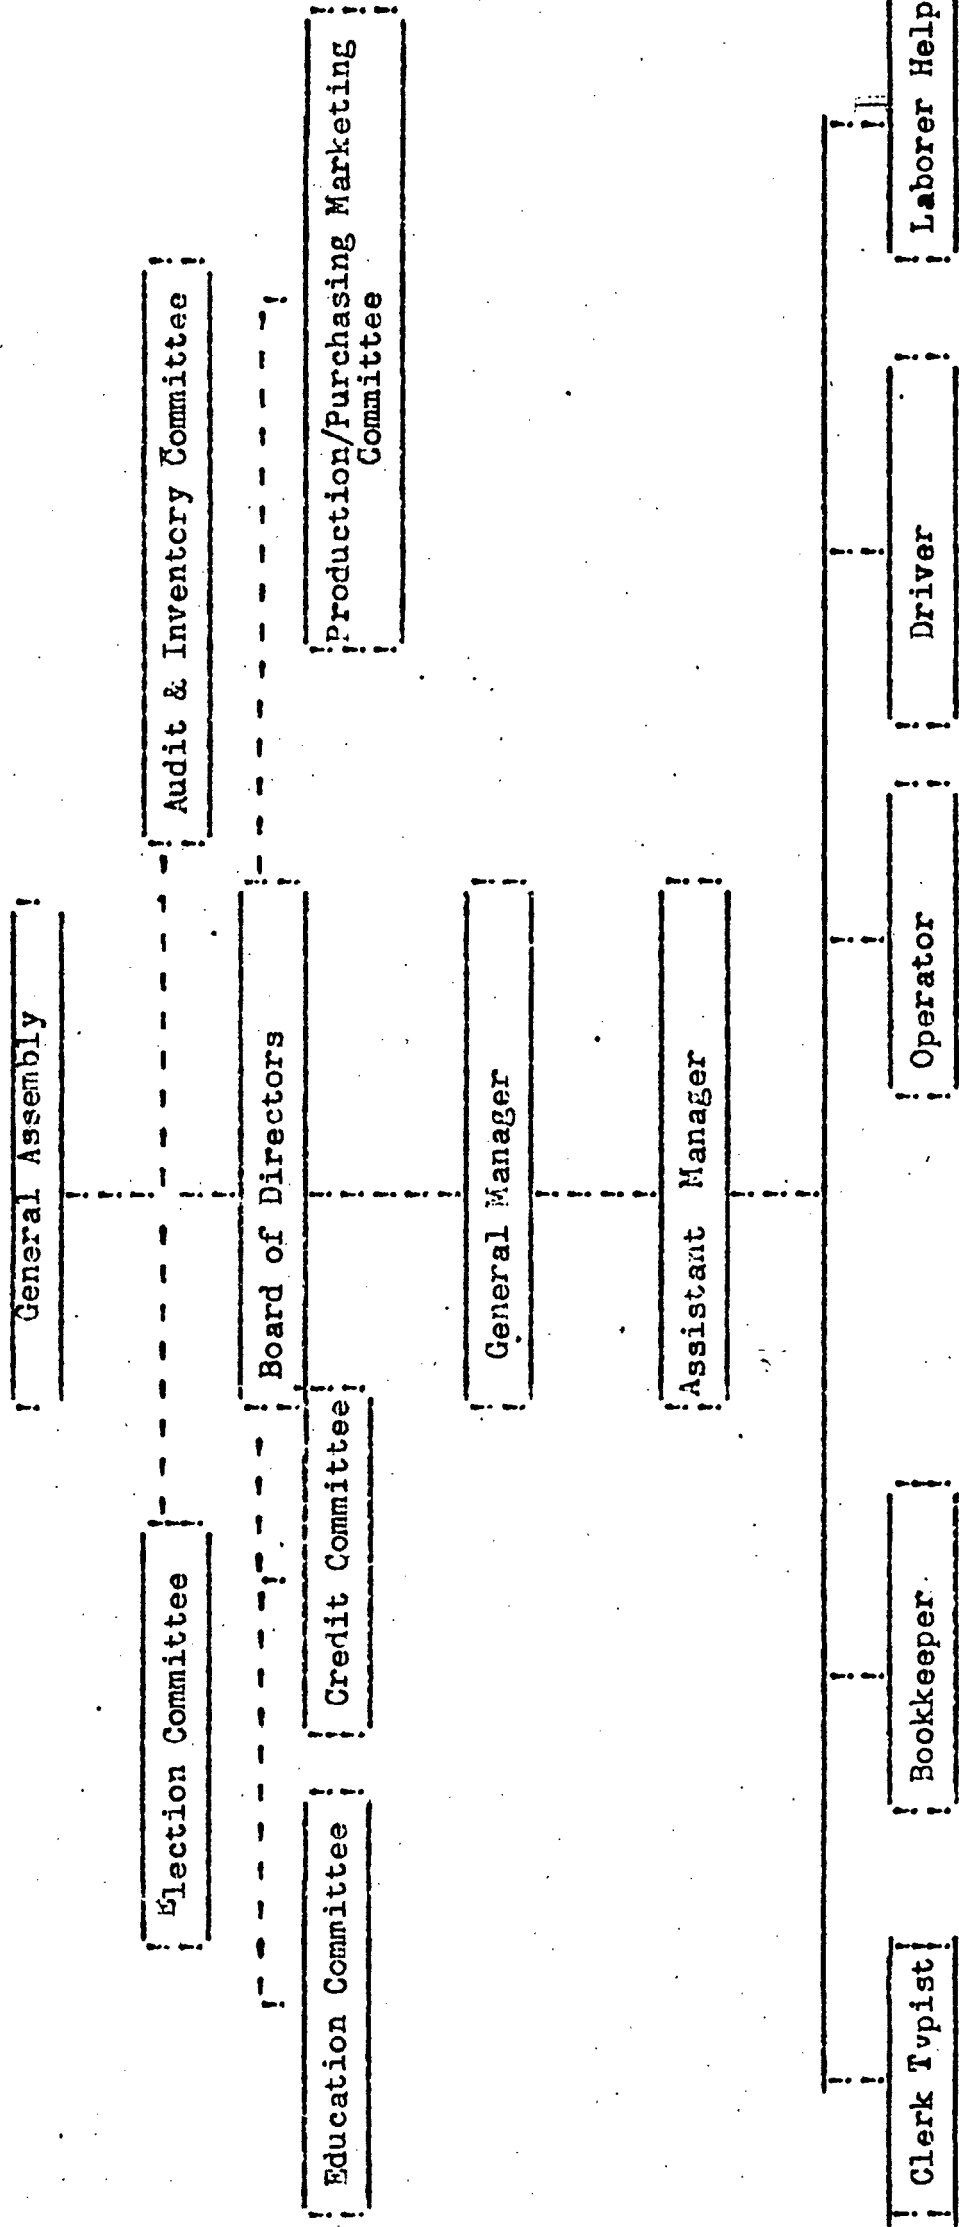 General Assembly
Election Committee
Audit & Inventory Committee
Board of Directors
Education Committee
Credit Committee
Production/Purchasing Marketing
Committee
General Manager
Assistant Manager
Clerk Typist
Bookkeeper
Operator
Driver
Laborer Help